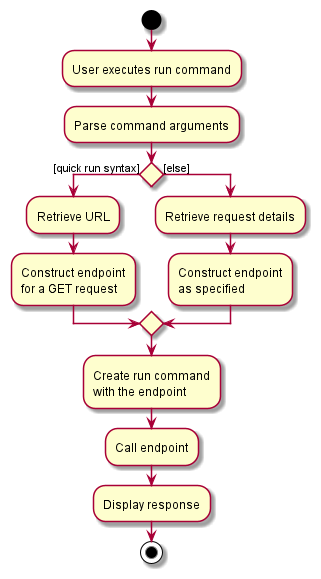 User executes run command
Parse command arguments
[quick run syntax]
[else]
Retrieve URL
Retrieve request details
Construct endpoint
for a GET request
Construct endpoint
as specified
Create run command
with the endpoint
Call endpoint
Display response